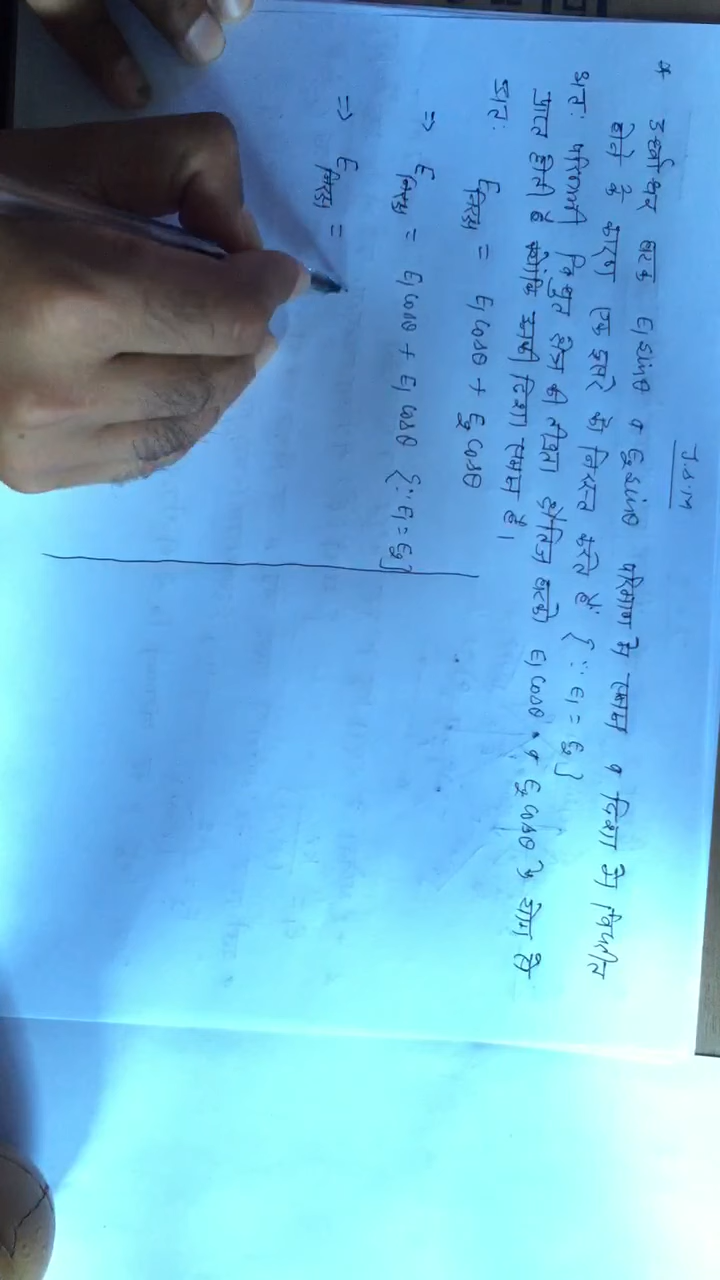 J.S.M
* उर्ध्वाधर घटक E₁sinθ व E₂sinθ परिमाण में समान व दिशा में विपरीत
होने के कारण एक दूसरे को निरस्त करते हैं {∵ E₁ = E₂}
अतः परिणामी विधुत क्षेत्र की तीव्रता क्षैतिज घटको E₁cosθ व E₂cosθ के योग से
प्राप्त होती है क्योंकि इनकी दिशा समान है।
अतः
E = E₁cosθ + E₂cosθ
⇒ E = E₁cosθ + E₁cosθ {∵ E₁ = E₂}
⇒ E =